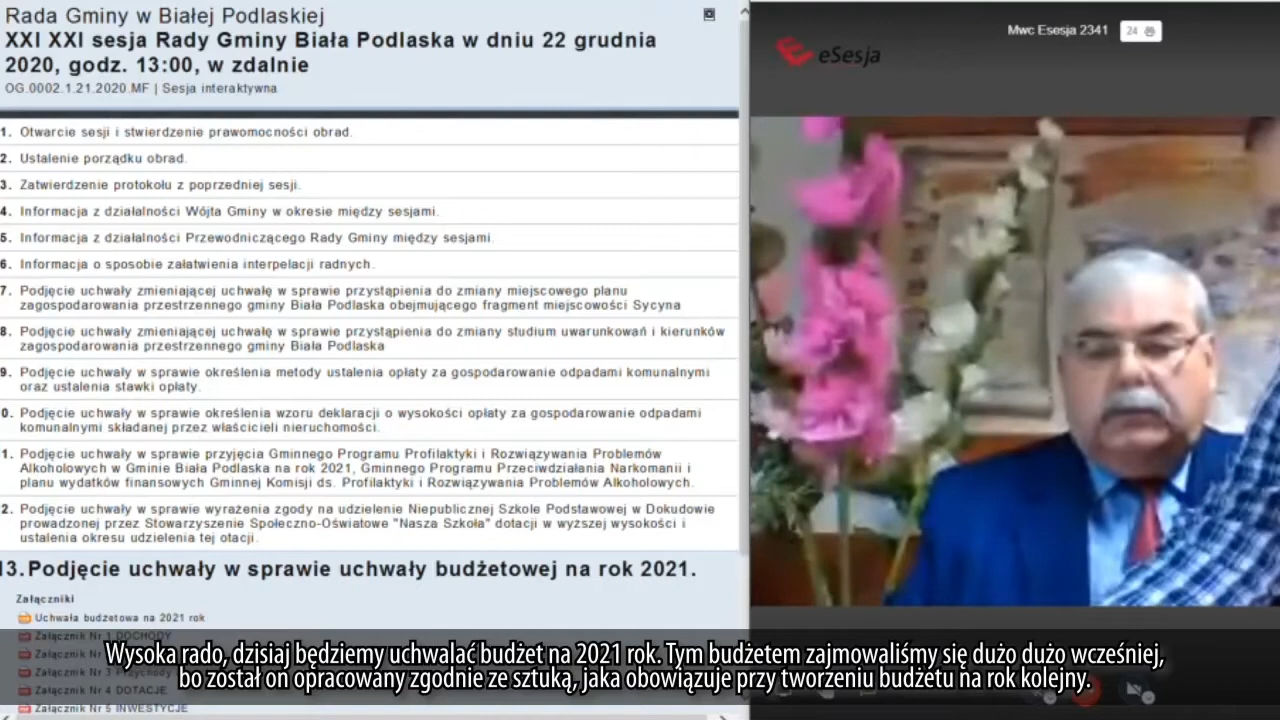 Rada Gminy w Białej Podlaskiej
XXI XXI sesja Rady Gminy Biała Podlaska w dniu 22 grudnia
2020, godz. 13:00, w zdalnie
OG.0002.1.21.2020.MF | Sesja interaktywna
1. Otwarcie sesji i stwierdzenie prawomocności obrad.
2. Ustalenie porządku obrad.
3. Zatwierdzenie protokołu z poprzedniej sesji.
4. Informacja z działalności Wójta Gminy w okresie między sesjami.
5. Informacja z działalności Przewodniczącego Rady Gminy między sesjami.
6. Informacja o sposobie załatwienia interpelacji radnych.
7. Podjęcie uchwały zmieniającej uchwałę w sprawie przystąpienia do zmiany miejscowego planu
zagospodarowania przestrzennego gminy Biała Podlaska obejmującego fragment miejscowości Sycyna
8. Podjęcie uchwały zmieniającej uchwałę w sprawie przystąpienia do zmiany studium uwarunkowań i kierunków
zagospodarowania przestrzennego gminy Biała Podlaska
9. Podjęcie uchwały w sprawie określenia metody ustalenia opłaty za gospodarowanie odpadami komunalnymi
oraz ustalenia stawki opłaty.
0. Podjęcie uchwały w sprawie określenia wzoru deklaracji o wysokości opłaty za gospodarowanie odpadami
komunalnymi składanej przez właścicieli nieruchomości.
1. Podjęcie uchwały w sprawie przyjęcia Gminnego Programu Profilaktyki i Rozwiązywania Problemów
Alkoholowych w Gminie Biała Podlaska na rok 2021, Gminnego Programu Przeciwdziałania Narkomanii i
planu wydatków finansowych Gminnej Komisji ds. Profilaktyki i Rozwiązywania Problemów Alkoholowych.
2. Podjęcie uchwały w sprawie wyrażenia zgody na udzielenie Niepublicznej Szkole Podstawowej w Dokudowie
prowadzonej przez Stowarzyszenie Społeczno-Oświatowe "Nasza Szkoła" dotacji w wyższej wysokości i
ustalenia okresu udzielenia tej otacji.
13. Podjęcie uchwały w sprawie uchwały budżetowej na rok 2021.
Załączniki
Uchwała budżetowa na 2021 rok
Załącznik Nr 1 DOCHODY
Załącznik Nr 4 DOTACJE
Załącznik Nr 5 INWESTYCJE
Mwc Esesja 2341
24
eSesja
Wysoka rado, dzisiaj będziemy uchwalać budżet na 2021 rok. Tym budżetem zajmowaliśmy się dużo dużo wcześniej,
bo został on opracowany zgodnie ze sztuką, jaka obowiązuje przy tworzeniu budżetu na rok kolejny.